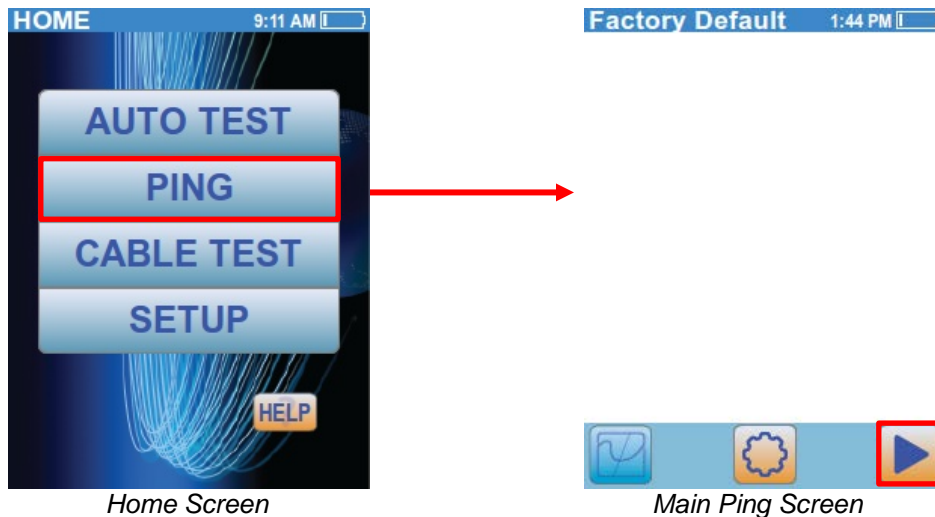 HOME 9:11 AM
AUTO TEST
PING
CABLE TEST
SETUP
HELP
Home Screen
Factory Default 1:44 PM
Main Ping Screen